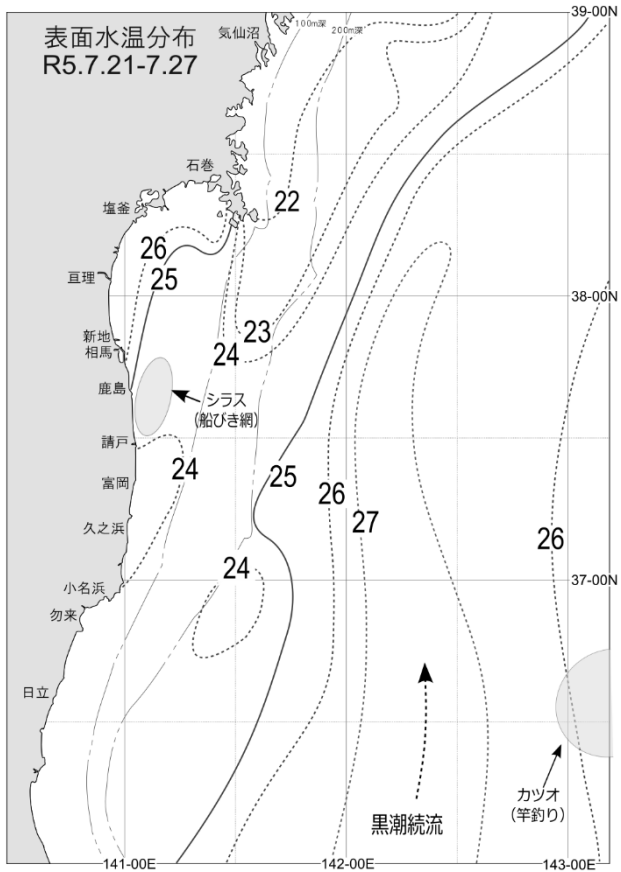 表面水温分布
R5.7.21-7.27
気仙沼
100m深
200m深
39-00N
石巻
塩釜
22
26
25
亘理
38-00N
23
24
新地
相馬
鹿島
シラス
(船びき網)
請戸
24
富岡
25
26
27
26
久之浜
24
小名浜
37-00N
勿来
日立
カツオ
(竿釣り)
黒潮続流
141-00E
142-00E
143-00E